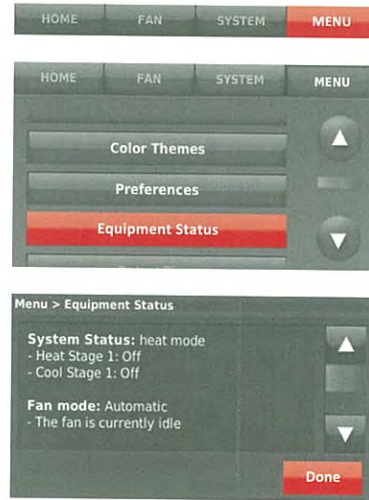 HOME FAN SYSTEM MENU
HOME FAN SYSTEM MENU
Color Themes
Preferences
Equipment Status
Menu > Equipment Status
System Status: heat mode
- Heat Stage 1: Off
- Cool Stage 1: Off
Fan mode: Automatic
- The fan is currently idle
Done